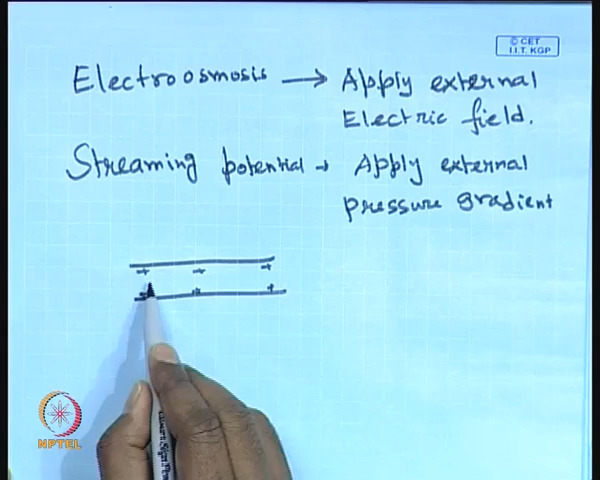 © CET
I.I.T. KGP
Electroosmosis → Apply external
Electric field.
Streaming potential → Apply external
pressure gradient
+ + +
+ + +
NPTEL